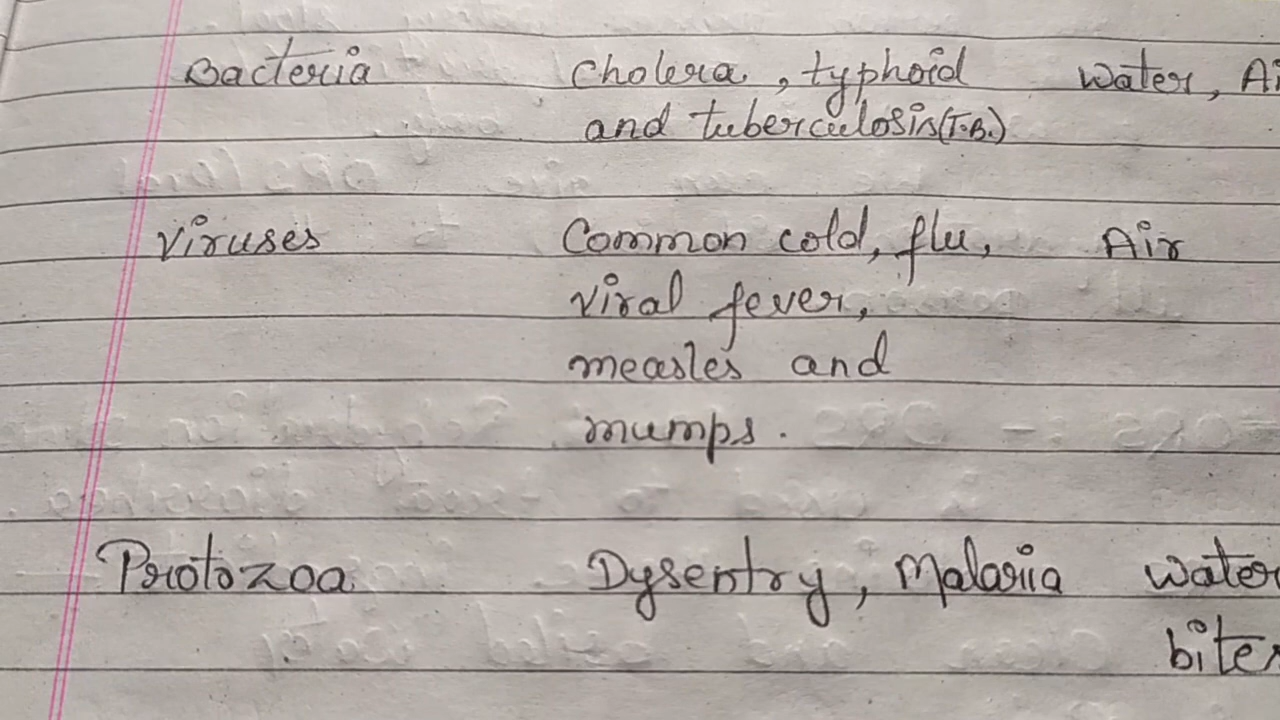 Bacteria Cholera, typhoid Water, Ai
and tuberculosis(T.B.)
Viruses Common cold, flu, Air
viral fever,
measles and
mumps.
Protozoa Dysentry, Malaria water
bites